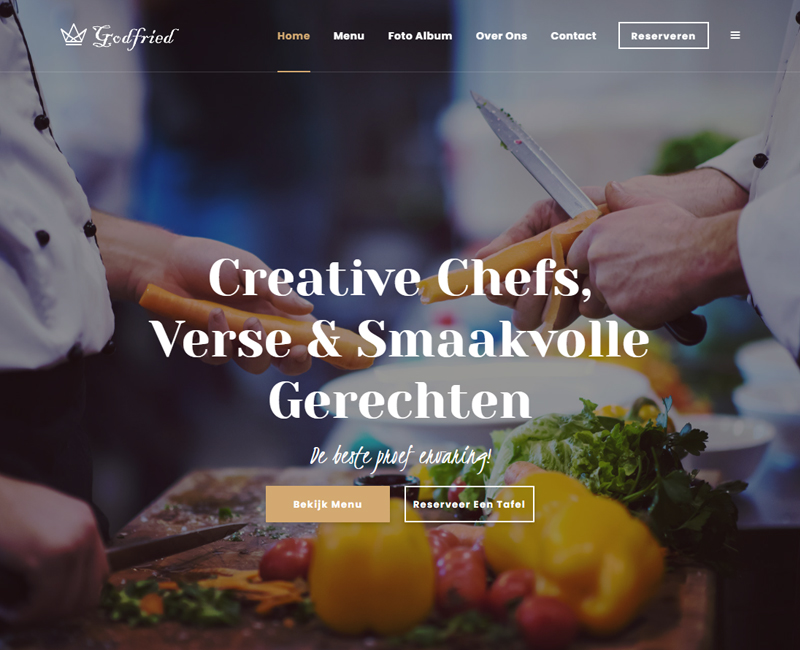 Godfried
Home Menu Foto Album Over Ons Contact Reserveren
Creative Chefs,
Verse & Smaakvolle
Gerechten
De beste proef ervaring!
Bekijk Menu Reserveer Een Tafel